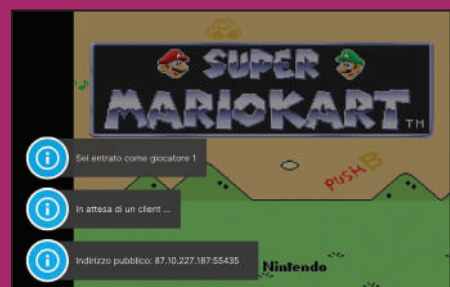 SUPER
MARIOKART TM
Sei entrato come giocatore 1
PUSH B
In attesa di un client ...
Indirizzo pubblico: 87.10.227.187:55435
Nintendo